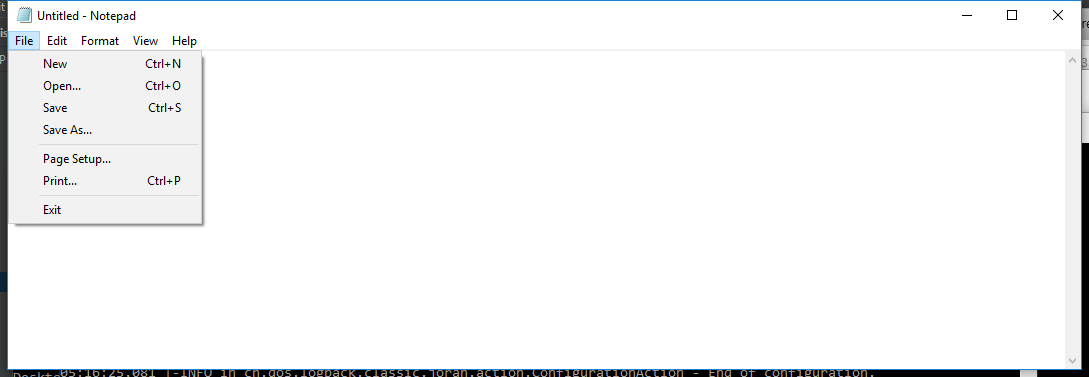 Untitled - Notepad
File Edit Format View Help
New Ctrl+N
Open... Ctrl+O
Save Ctrl+S
Save As...
Page Setup...
Print... Ctrl+P
Exit
05:16:25.081 |-INFO in ch.qos.logback.classic.joran.action.ConfigurationAction - End of configuration.